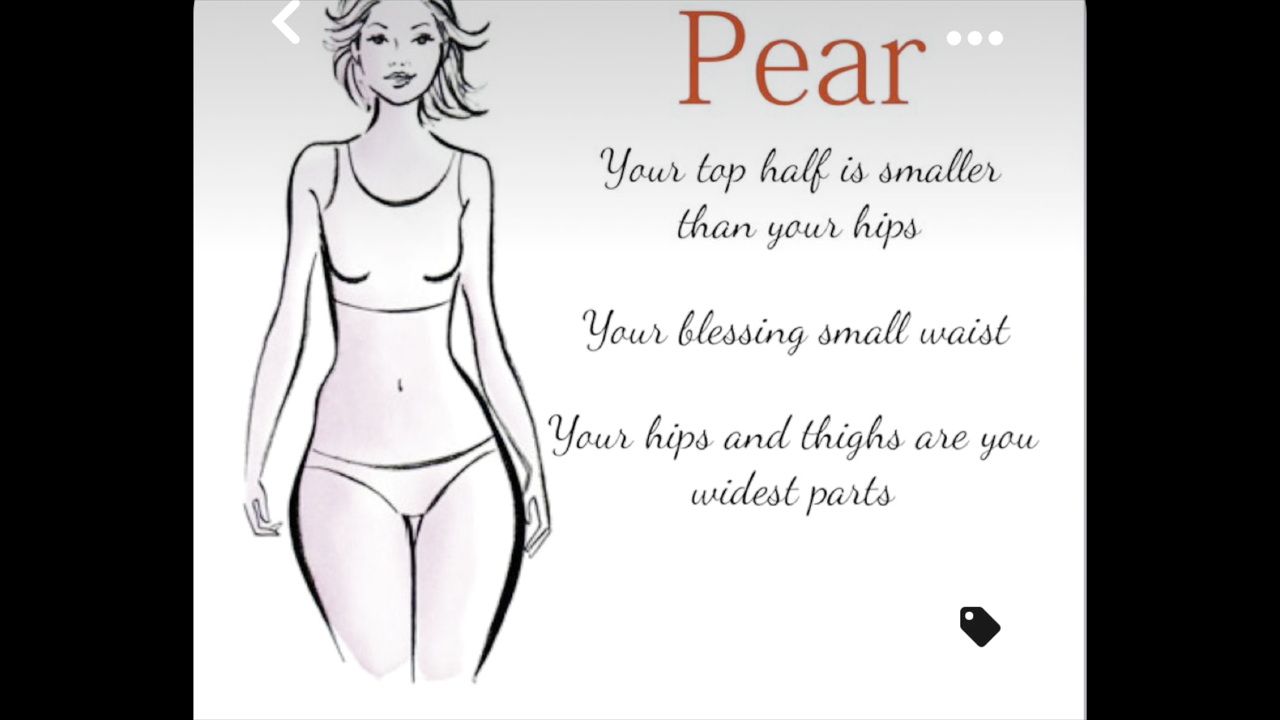 Pear
Your top half is smaller
than your hips
Your blessing small waist
Your hips and thighs are you
widest parts